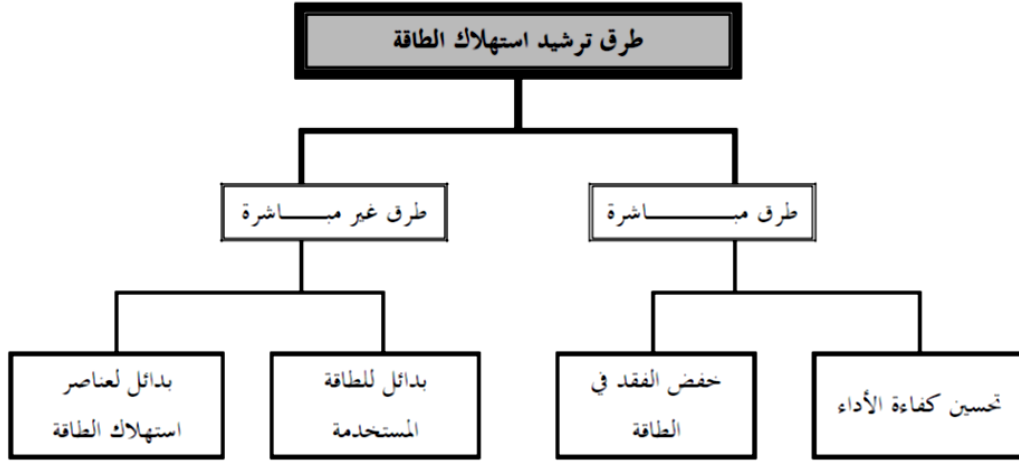 طرق ترشيد استهلاك الطاقة
طرق مباشرة
طرق غير مباشرة
تحسين كفاءة الأداء
خفض الفقد في
الطاقة
بدائل للطاقة
المستخدمة
بدائل لعناصر
استهلاك الطاقة